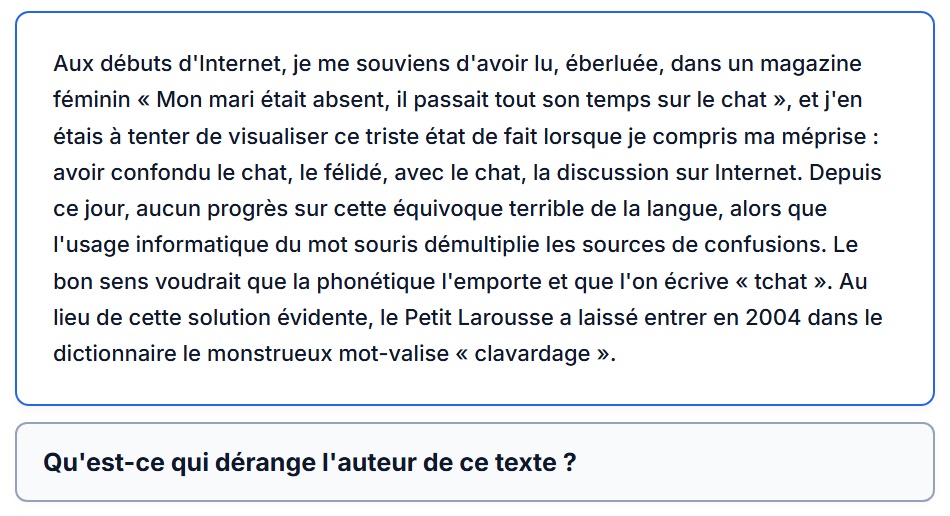 Aux débuts d'Internet, je me souviens d'avoir lu, éberluée, dans un magazine
féminin « Mon mari était absent, il passait tout son temps sur le chat », et j'en
étais à tenter de visualiser ce triste état de fait lorsque je compris ma méprise :
avoir confondu le chat, le félidé, avec le chat, la discussion sur Internet. Depuis
ce jour, aucun progrès sur cette équivoque terrible de la langue, alors que
l'usage informatique du mot souris démultiplie les sources de confusions. Le
bon sens voudrait que la phonétique l'emporte et que l'on écrive « tchat ». Au
lieu de cette solution évidente, le Petit Larousse a laissé entrer en 2004 dans le
dictionnaire le monstrueux mot-valise « clavardage ».
Qu'est-ce qui dérange l'auteur de ce texte ?